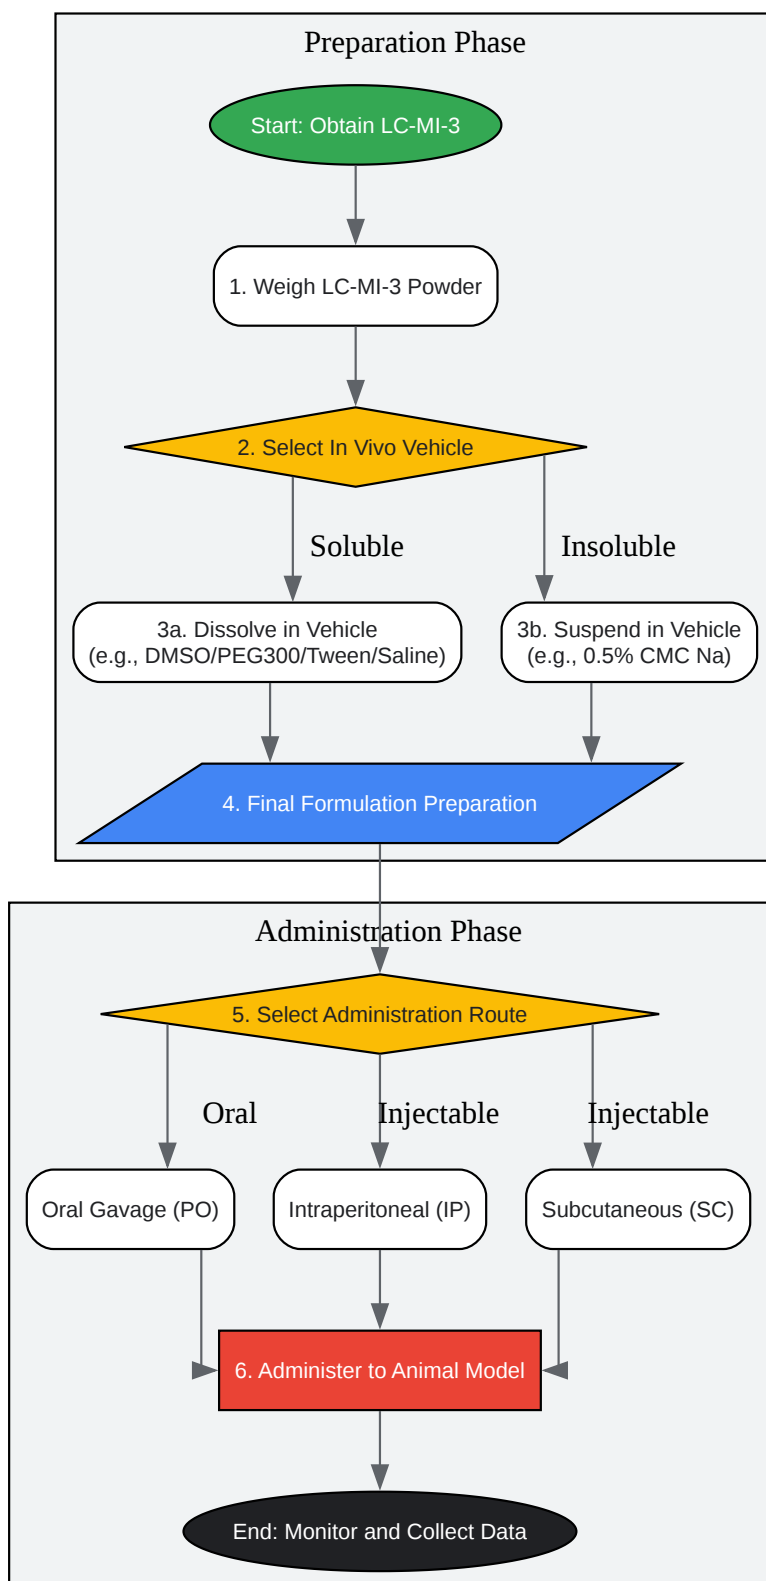 Preparation Phase
Start: Obtain LC-MI-3
1. Weigh LC-MI-3 Powder
2. Select In Vivo Vehicle
Soluble
Insoluble
3a. Dissolve in Vehicle
(e.g., DMSO/PEG300/Tween/Saline)
3b. Suspend in Vehicle
(e.g., 0.5% CMC Na)
4. Final Formulation Preparation
Administration Phase
5. Select Administration Route
Oral
Injectable
Injectable
Oral Gavage (PO)
Intraperitoneal (IP)
Subcutaneous (SC)
6. Administer to Animal Model
End: Monitor and Collect Data